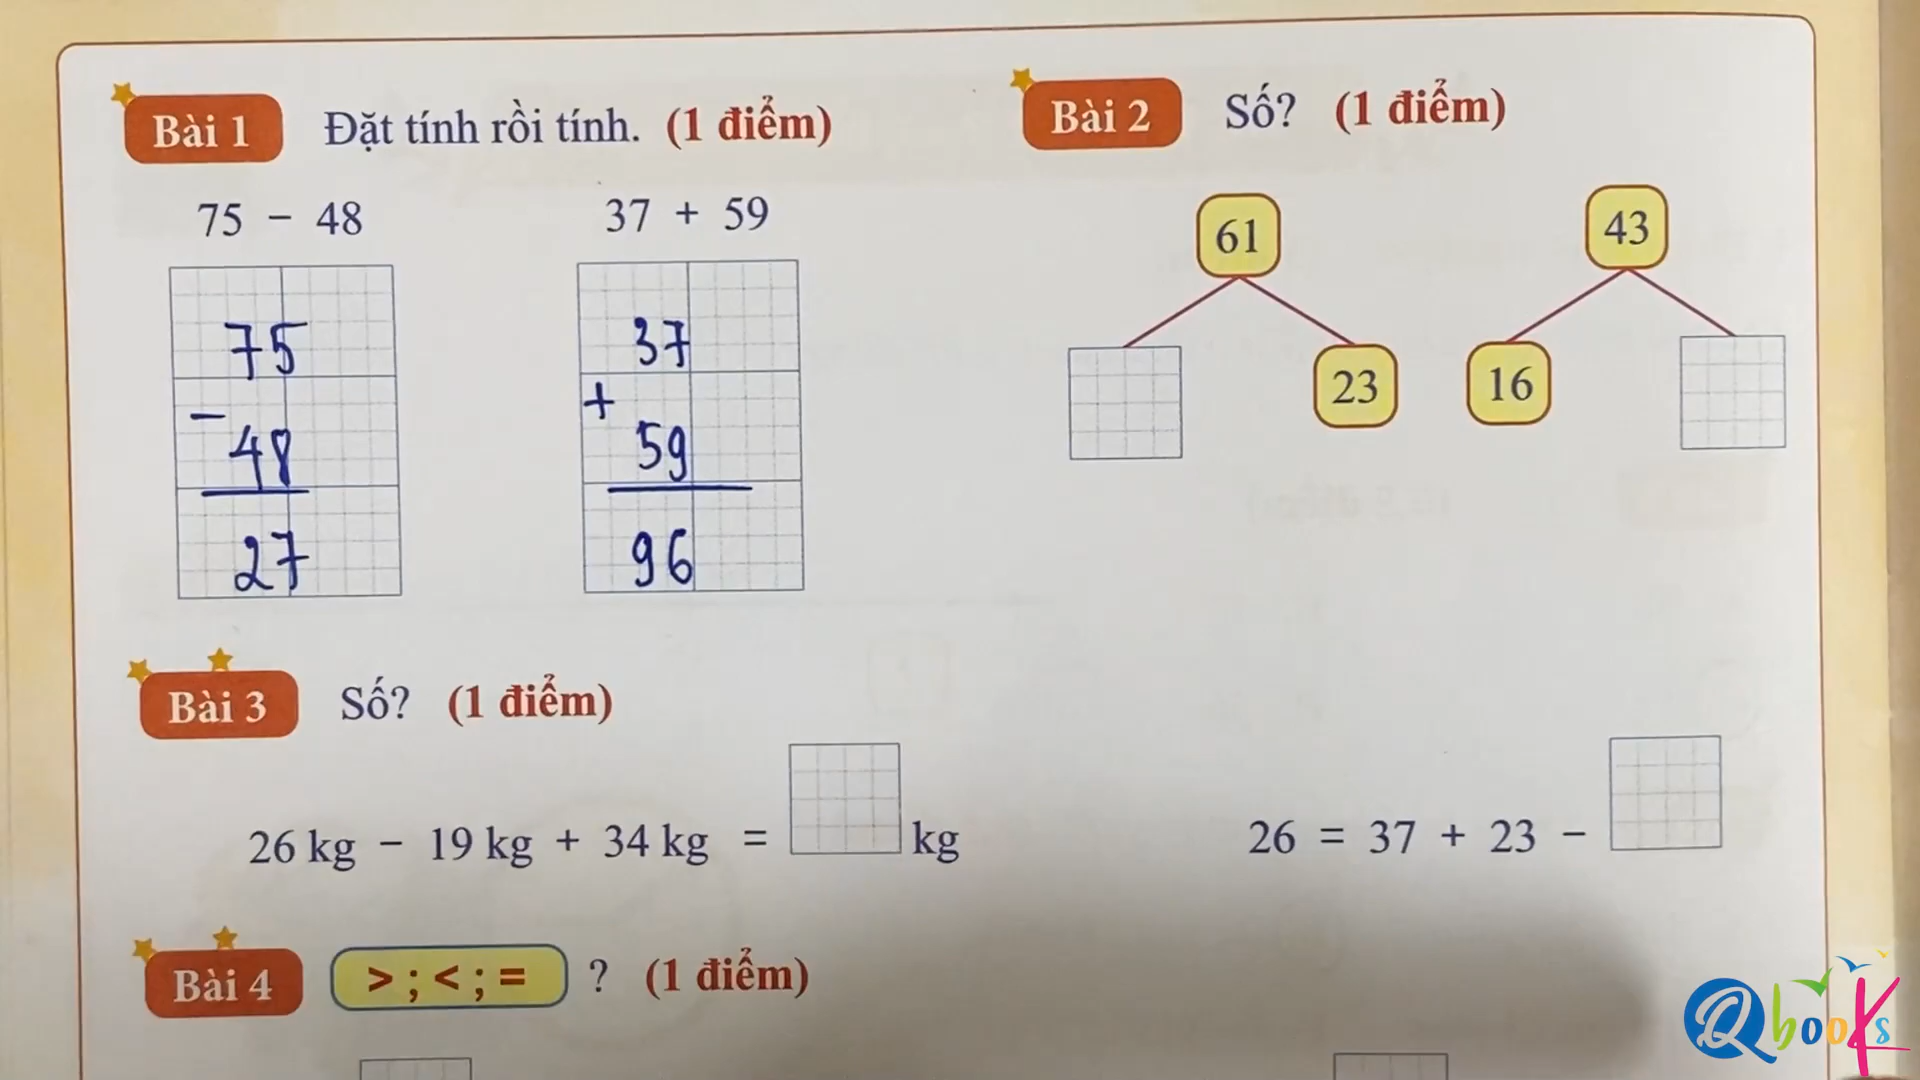 Bài 1 Đặt tính rồi tính. (1 điểm)
75 - 48
37 + 59
75
-
48
27
37
+
59
96
Bài 2 Số? (1 điểm)
61
23
43
16
Bài 3 Số? (1 điểm)
26 kg - 19 kg + 34 kg = kg
26 = 37 + 23 -
Bài 4 > ; < ; = ? (1 điểm)
Qbooks